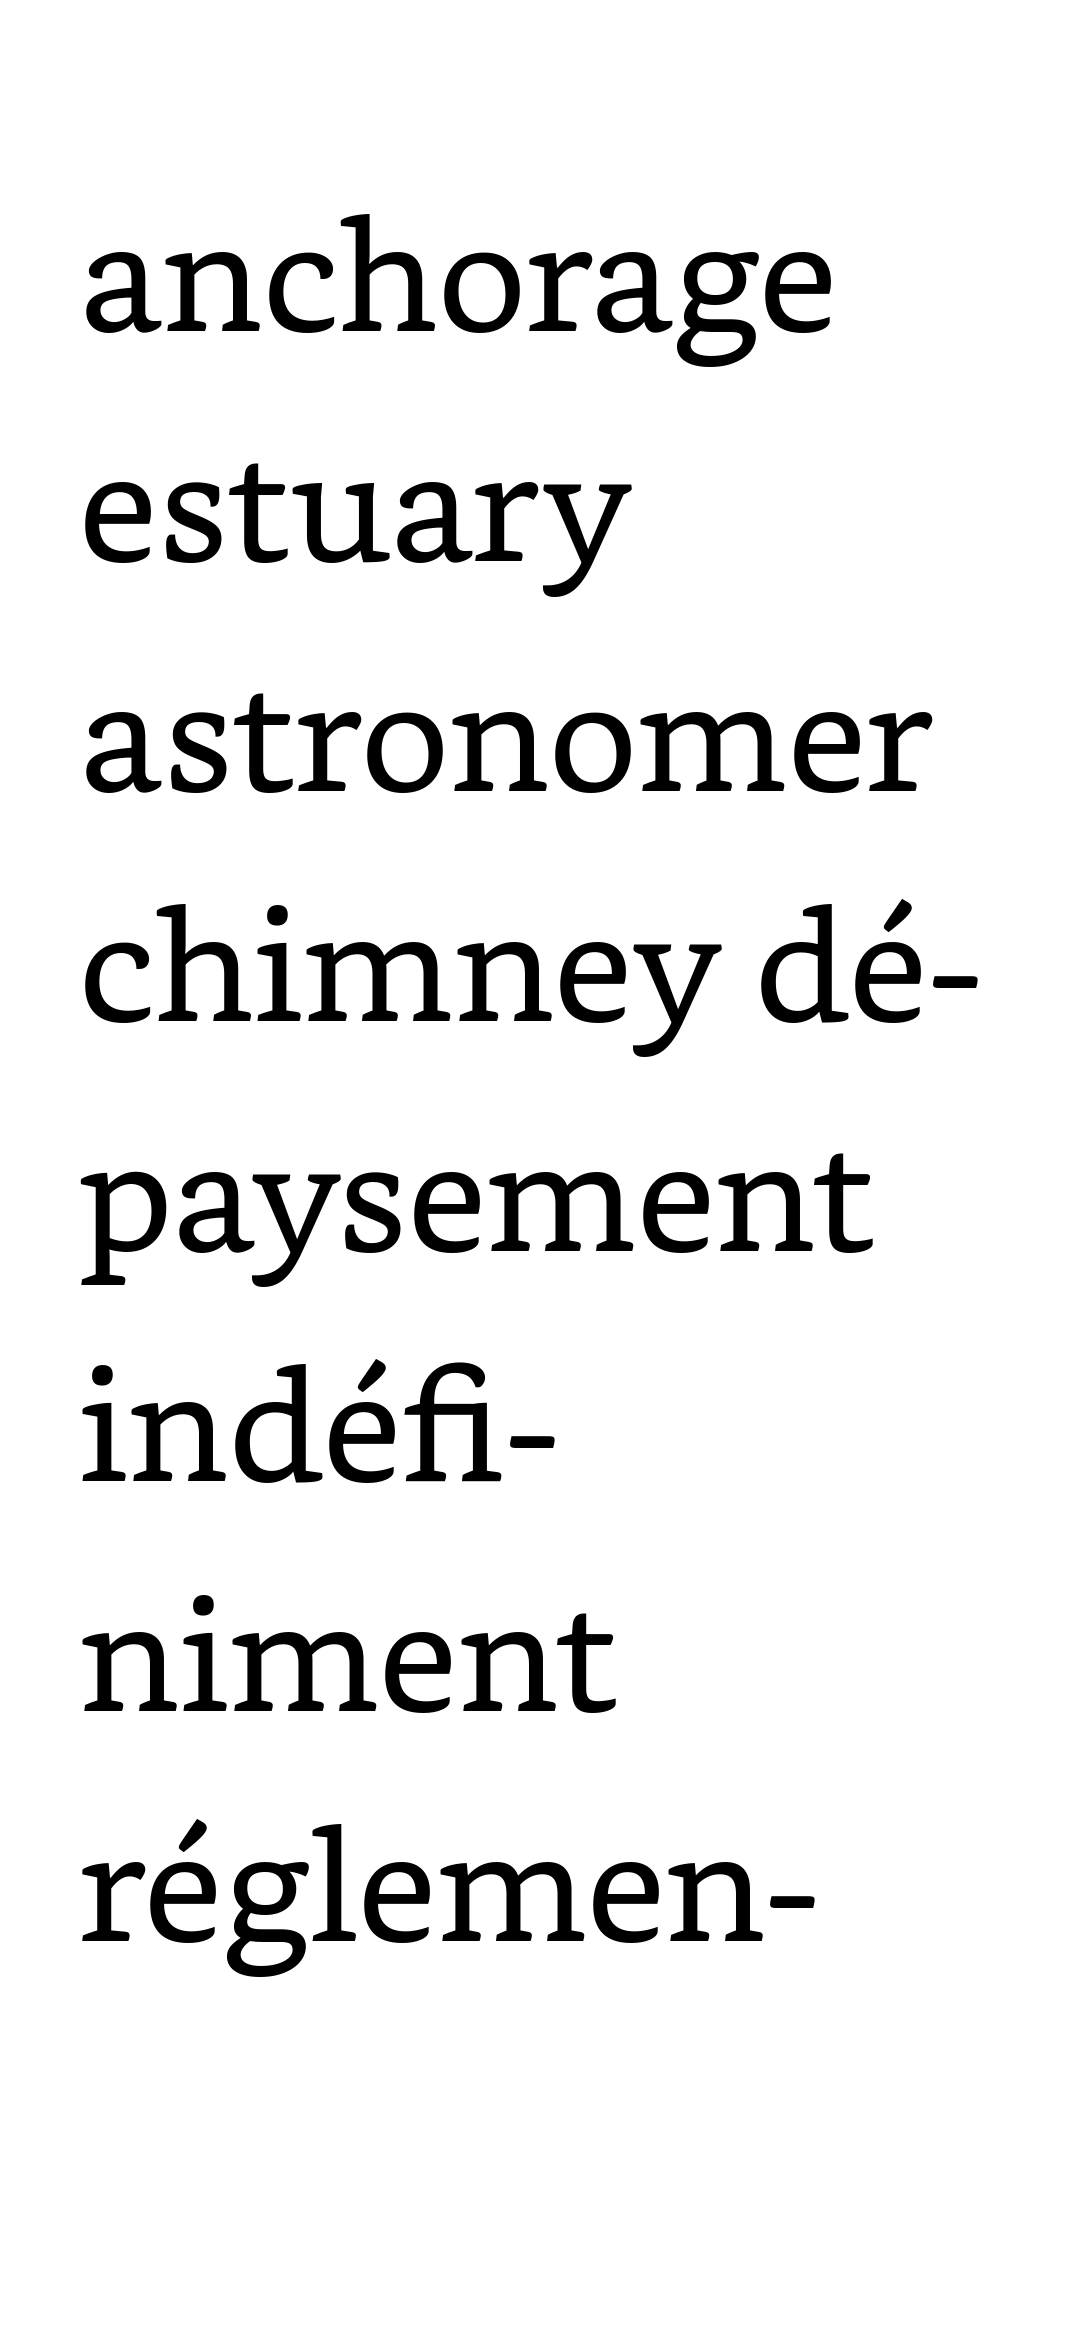 anchorage
estuary
astronomer
chimney dé-
paysement
indéfi-
niment
réglemen-